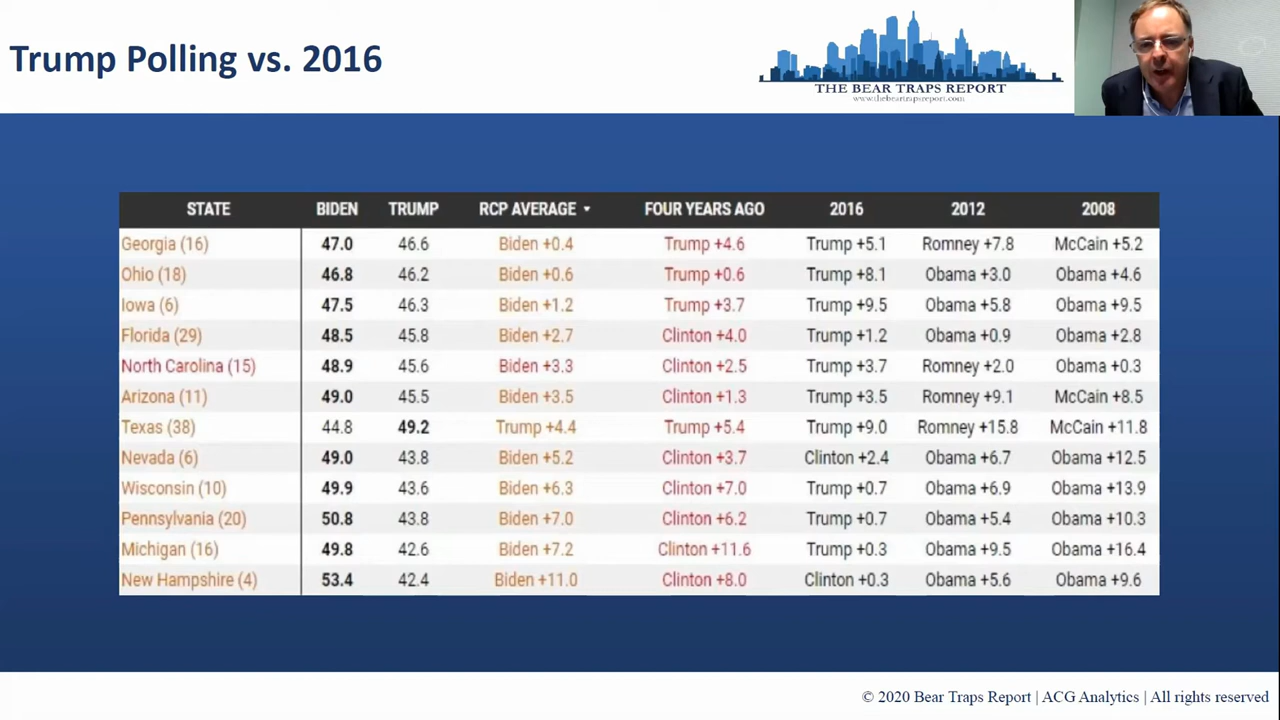 Trump Polling vs. 2016
THE BEAR TRAPS REPORT
www.thebeartrapsreport.com
STATE BIDEN TRUMP RCP AVERAGE FOUR YEARS AGO 2016 2012 2008
Georgia (16) 47.0 46.6 Biden +0.4 Trump +4.6 Trump +5.1 Romney +7.8 McCain +5.2
Ohio (18) 46.8 46.2 Biden +0.6 Trump +0.6 Trump +8.1 Obama +3.0 Obama +4.6
Iowa (6) 47.5 46.3 Biden +1.2 Trump +3.7 Trump +9.5 Obama +5.8 Obama +9.5
Florida (29) 48.5 45.8 Biden +2.7 Clinton +4.0 Trump +1.2 Obama +0.9 Obama +2.8
North Carolina (15) 48.9 45.6 Biden +3.3 Clinton +2.5 Trump +3.7 Romney +2.0 Obama +0.3
Arizona (11) 49.0 45.5 Biden +3.5 Clinton +1.3 Trump +3.5 Romney +9.1 McCain +8.5
Texas (38) 44.8 49.2 Trump +4.4 Trump +5.4 Trump +9.0 Romney +15.8 McCain +11.8
Nevada (6) 49.0 43.8 Biden +5.2 Clinton +3.7 Clinton +2.4 Obama +6.7 Obama +12.5
Wisconsin (10) 49.9 43.6 Biden +6.3 Clinton +7.0 Trump +0.7 Obama +6.9 Obama +13.9
Pennsylvania (20) 50.8 43.8 Biden +7.0 Clinton +6.2 Trump +0.7 Obama +5.4 Obama +10.3
Michigan (16) 49.8 42.6 Biden +7.2 Clinton +11.6 Trump +0.3 Obama +9.5 Obama +16.4
New Hampshire (4) 53.4 42.4 Biden +11.0 Clinton +8.0 Clinton +0.3 Obama +5.6 Obama +9.6
© 2020 Bear Traps Report | ACG Analytics | All rights reserved